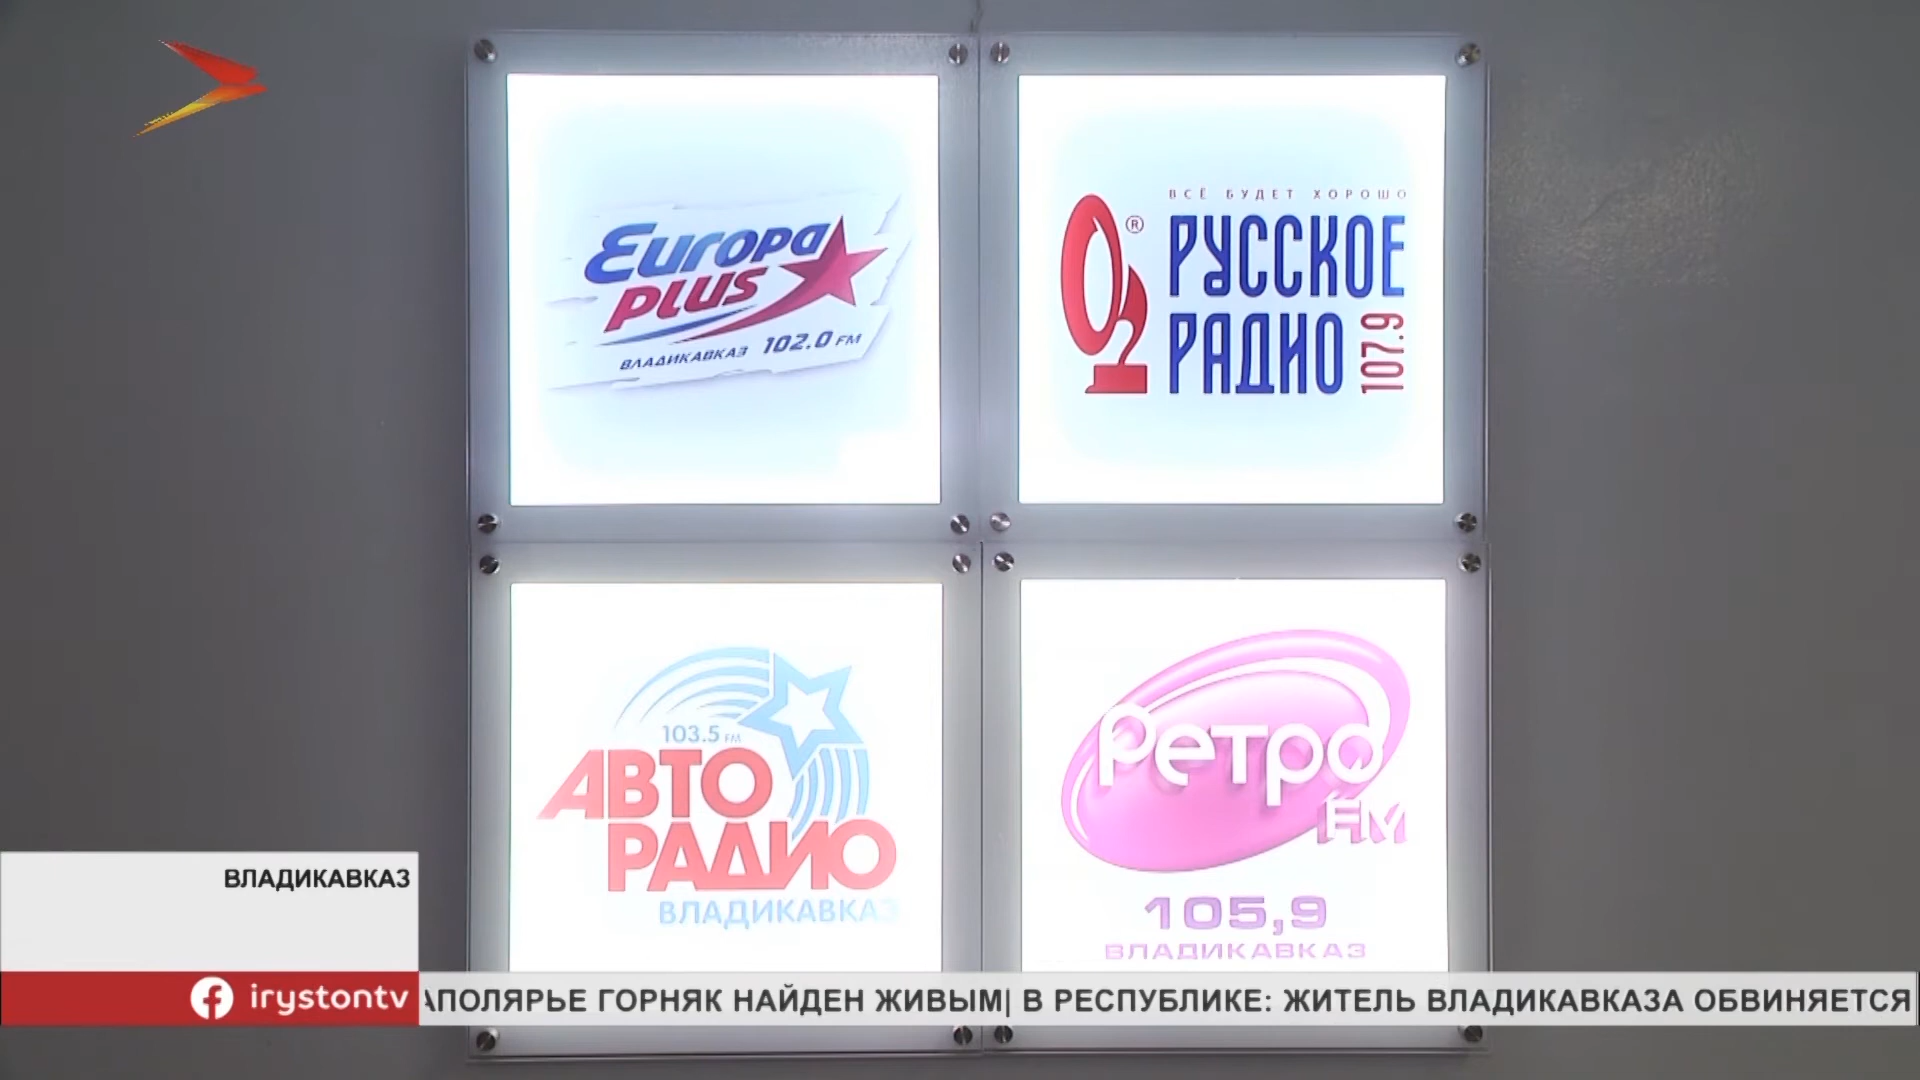 Europa
PLUS
ВЛАДИКАВКАЗ 102.0 FM
ВСЁ БУДЕТ ХОРОШО
®
РУССКОЕ
РАДИО
107.9
103.5 FM
АВТО
РАДИО
ВЛАДИКАВКАЗ
Ретро
FM
105,9
ВЛАДИКАВКАЗ
ВЛАДИКАВКАЗ
irystontv
АПОЛЯРЬЕ ГОРНЯК НАЙДЕН ЖИВЫМ| В РЕСПУБЛИКЕ: ЖИТЕЛЬ ВЛАДИКАВКАЗА ОБВИНЯЕТСЯ